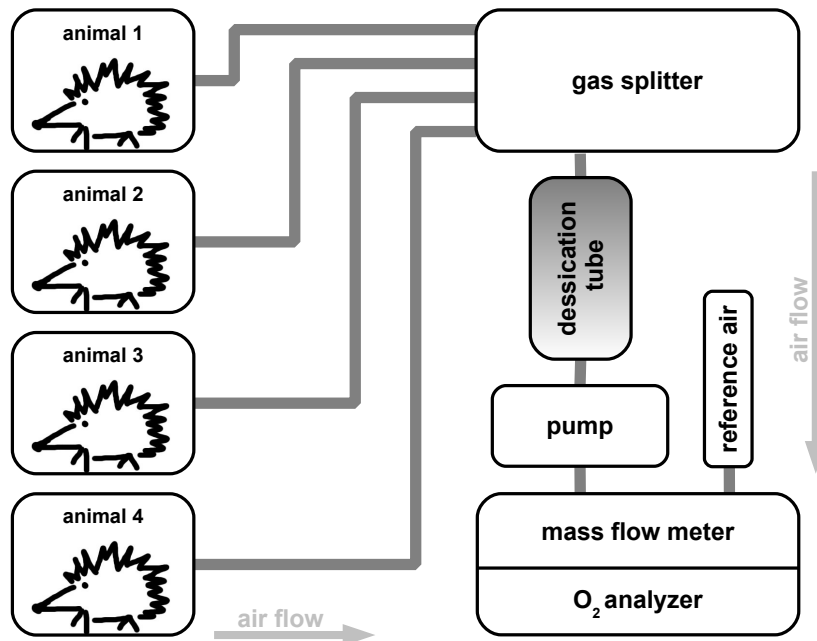 animal 1
animal 2
animal 3
animal 4
air flow
gas splitter
dessication
tube
pump
reference air
air flow
mass flow meter
O2 analyzer